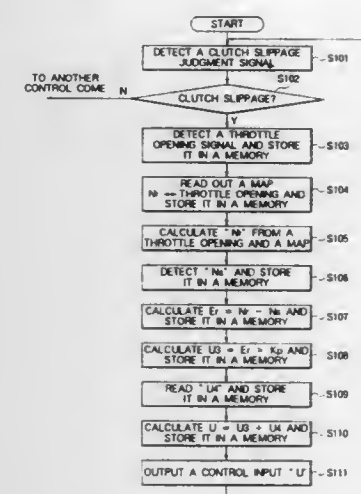 START
DETECT A CLUTCH SLIPPAGE
JUDGMENT SIGNAL
S101
S102
TO ANOTHER
CONTROL COME
N
CLUTCH SLIPPAGE?
Y
DETECT A THROTTLE
OPENING SIGNAL AND STORE
IT IN A MEMORY
S103
READ OUT A MAP
Nr ↔ THROTTLE OPENING AND
STORE IT IN A MEMORY
S104
CALCULATE "Nr" FROM A
THROTTLE OPENING AND A MAP
S105
DETECT "Ne" AND STORE
IT IN A MEMORY
S106
CALCULATE Er = Nr - Ne AND
STORE IT IN A MEMORY
S107
CALCULATE U3 = Er × Kp AND
STORE IT IN A MEMORY
S108
READ "U4" AND STORE
IT IN A MEMORY
S109
CALCULATE U = U3 + U4 AND
STORE IT IN A MEMORY
S110
OUTPUT A CONTROL INPUT "U"
S111